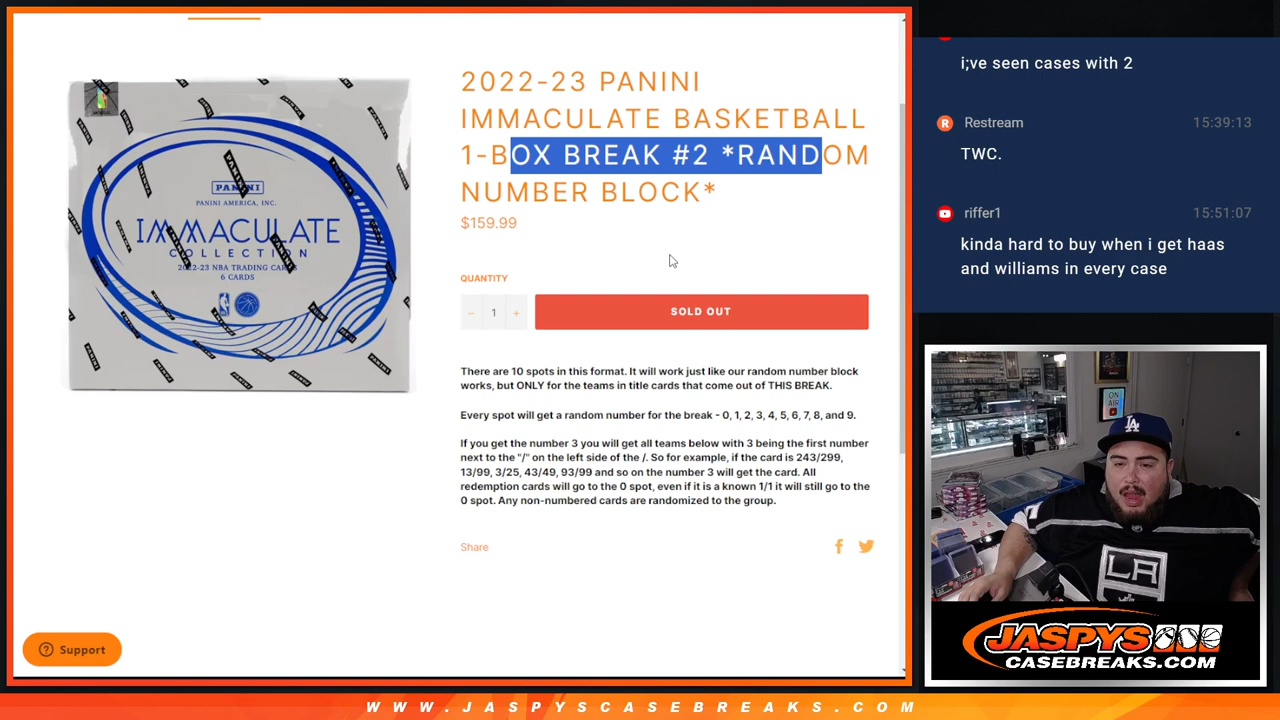 2022-23 PANINI
IMMACULATE BASKETBALL
1-BOX BREAK #2 *RANDOM
NUMBER BLOCK*
$159.99
QUANTITY
− 1 +
SOLD OUT
There are 10 spots in this format. It will work just like our random number block
works, but ONLY for the teams in title cards that come out of THIS BREAK.
Every spot will get a random number for the break - 0, 1, 2, 3, 4, 5, 6, 7, 8, and 9.
If you get the number 3 you will get all teams below with 3 being the first number
next to the "/" on the left side of the /. So for example, if the card is 243/299,
13/99, 3/25, 43/49, 93/99 and so on the number 3 will get the card. All
redemption cards will go to the 0 spot, even if it is a known 1/1 it will still go to the
0 spot. Any non-numbered cards are randomized to the group.
Share
Support
PANINI
PANINI AMERICA, INC.
IMMACULATE
COLLECTION
2022-23 NBA TRADING CARDS
6 CARDS
i;ve seen cases with 2
Restream 15:39:13
TWC.
riffer1 15:51:07
kinda hard to buy when i get haas
and williams in every case
ON
AIR
LA
LA
JASPYS
CASEBREAKS.COM
WWW.JASPYSCASEBREAKS.COM